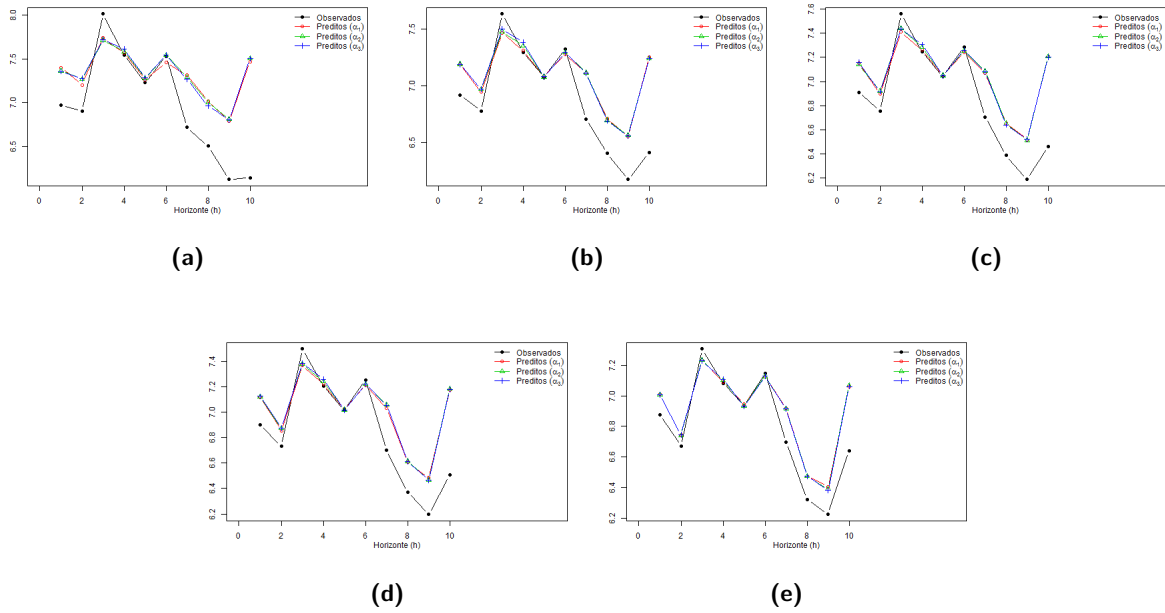 8.0
7.5
7.0
6.5
0 2 4 6 8 10
Horizonte (h)
Observados
Preditos (α₁)
Preditos (α₂)
Preditos (α₃)
(a)
7.5
7.0
6.5
0 2 4 6 8 10
Horizonte (h)
Observados
Preditos (α₁)
Preditos (α₂)
Preditos (α₃)
(b)
7.6
7.4
7.2
7.0
6.8
6.6
6.4
6.2
0 2 4 6 8 10
Horizonte (h)
Observados
Preditos (α₁)
Preditos (α₂)
Preditos (α₃)
(c)
7.4
7.2
7.0
6.8
6.6
6.4
6.2
0 2 4 6 8 10
Horizonte (h)
Observados
Preditos (α₁)
Preditos (α₂)
Preditos (α₃)
(d)
7.2
7.0
6.8
6.6
6.4
6.2
0 2 4 6 8 10
Horizonte (h)
Observados
Preditos (α₁)
Preditos (α₂)
Preditos (α₃)
(e)